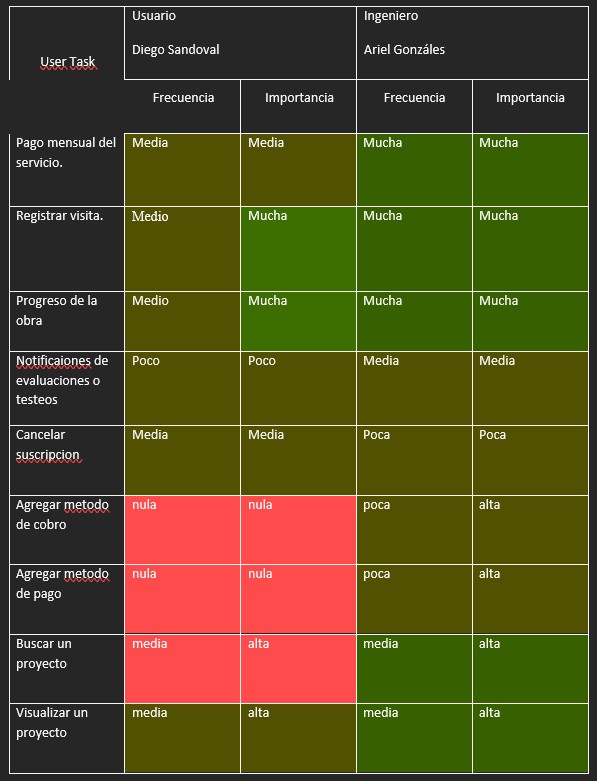 User Task
Usuario
Diego Sandoval
Ingeniero
Ariel Gonzáles
Frecuencia
Importancia
Frecuencia
Importancia
Pago mensual del
servicio.
Media
Media
Mucha
Mucha
Registrar visita.
Medio
Mucha
Mucha
Mucha
Progreso de la
obra
Medio
Mucha
Mucha
Mucha
Notificaiones de
evaluaciones o
testeos
Poco
Poco
Media
Media
Cancelar
suscripcion
Media
Media
Poca
Poca
Agregar metodo
de cobro
nula
nula
poca
alta
Agregar metodo
de pago
nula
nula
poca
alta
Buscar un
proyecto
media
alta
media
alta
Visualizar un
proyecto
media
alta
media
alta